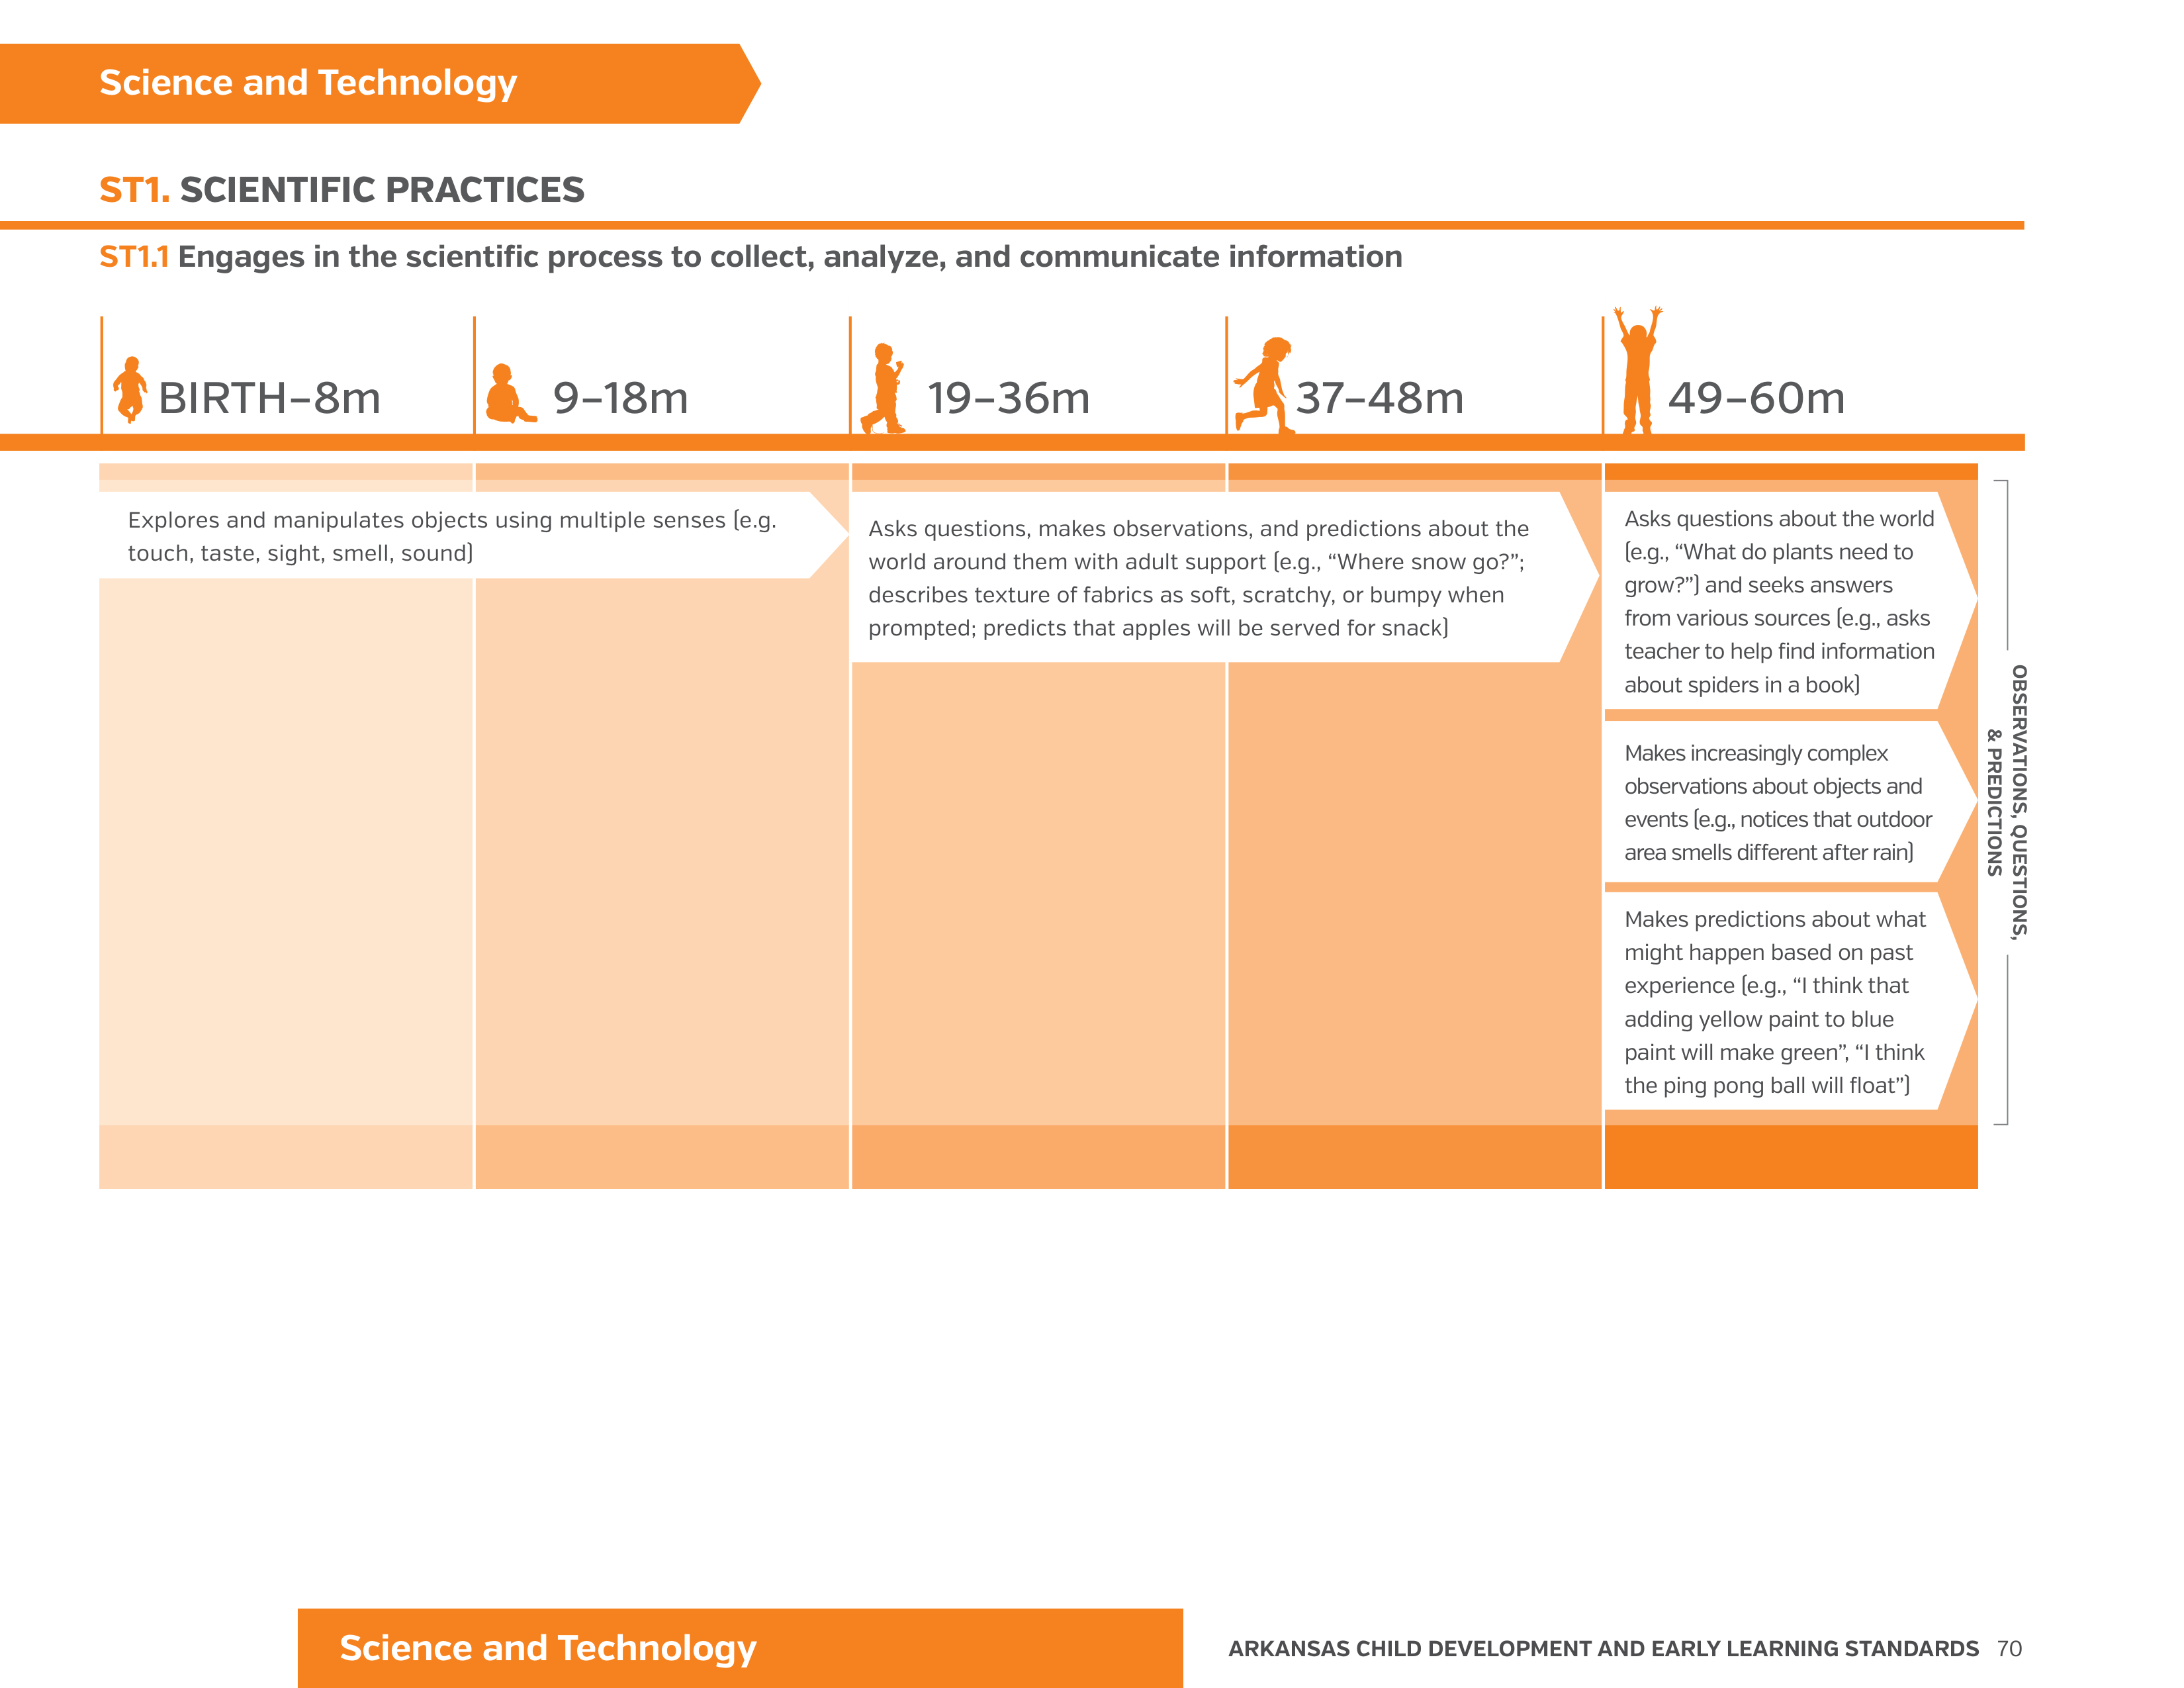 Science and Technology
ST1. SCIENTIFIC PRACTICES
ST1.1 Engages in the scientific process to collect, analyze, and communicate information
BIRTH–8m
9–18m
19–36m
37–48m
49–60m
Explores and manipulates objects using multiple senses (e.g.
touch, taste, sight, smell, sound)
Asks questions, makes observations, and predictions about the
world around them with adult support (e.g., “Where snow go?”;
describes texture of fabrics as soft, scratchy, or bumpy when
prompted; predicts that apples will be served for snack)
Asks questions about the world
(e.g., “What do plants need to
grow?”) and seeks answers
from various sources (e.g., asks
teacher to help find information
about spiders in a book)
Makes increasingly complex
observations about objects and
events (e.g., notices that outdoor
area smells different after rain)
Makes predictions about what
might happen based on past
experience (e.g., “I think that
adding yellow paint to blue
paint will make green”, “I think
the ping pong ball will float”)
OBSERVATIONS, QUESTIONS,
& PREDICTIONS
Science and Technology
ARKANSAS CHILD DEVELOPMENT AND EARLY LEARNING STANDARDS 70